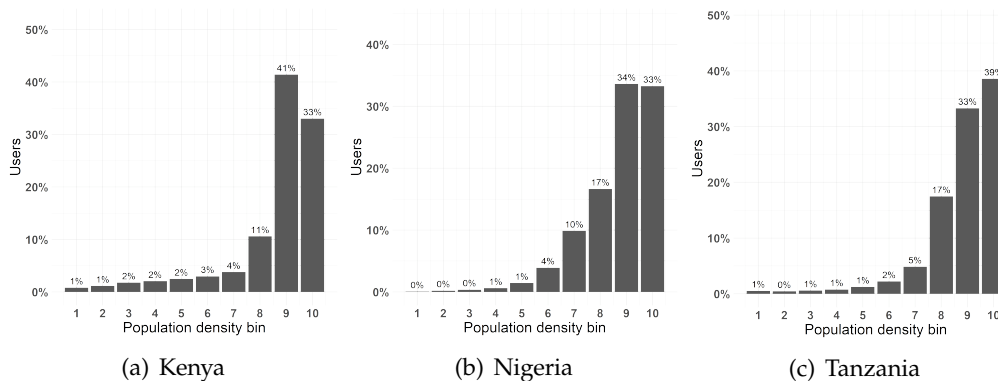 50%
40%
30%
20%
10%
0%
Users
1% 1% 2% 2% 2% 3% 4% 11% 41% 33%
1 2 3 4 5 6 7 8 9 10
Population density bin
(a) Kenya
40%
30%
20%
10%
0%
Users
0% 0% 0% 1% 1% 4% 10% 17% 34% 33%
1 2 3 4 5 6 7 8 9 10
Population density bin
(b) Nigeria
50%
40%
30%
20%
10%
0%
Users
1% 0% 1% 1% 1% 2% 5% 17% 33% 39%
1 2 3 4 5 6 7 8 9 10
Population density bin
(c) Tanzania